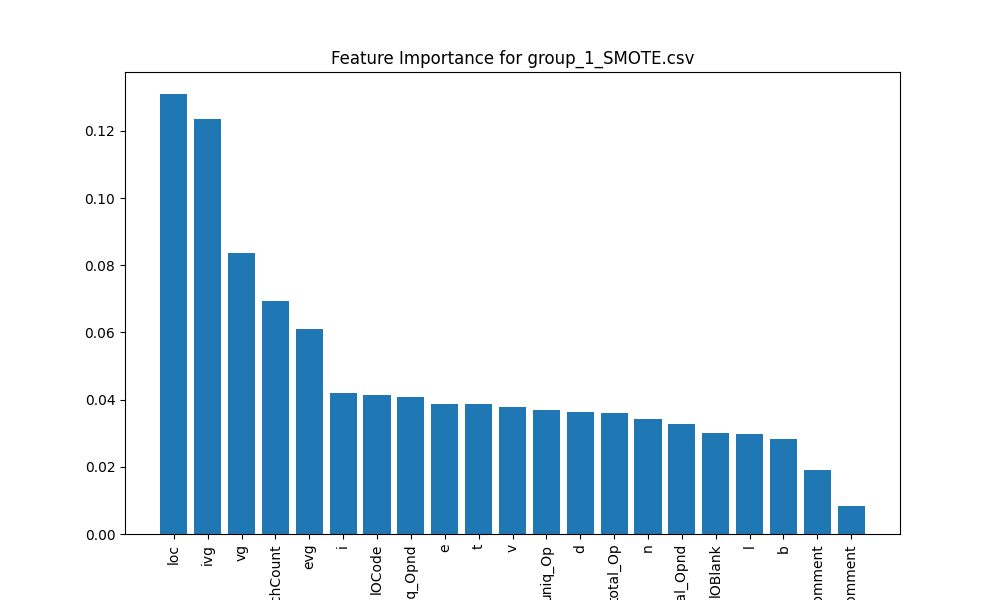 Feature Importance for group_1_SMOTE.csv
0.12
0.10
0.08
0.06
0.04
0.02
0.00
loc
ivg
vg
chCount
evg
i
lOCode
q_Opnd
e
t
v
uniq_Op
d
total_Op
n
al_Opnd
lOBlank
l
b
omment
omment